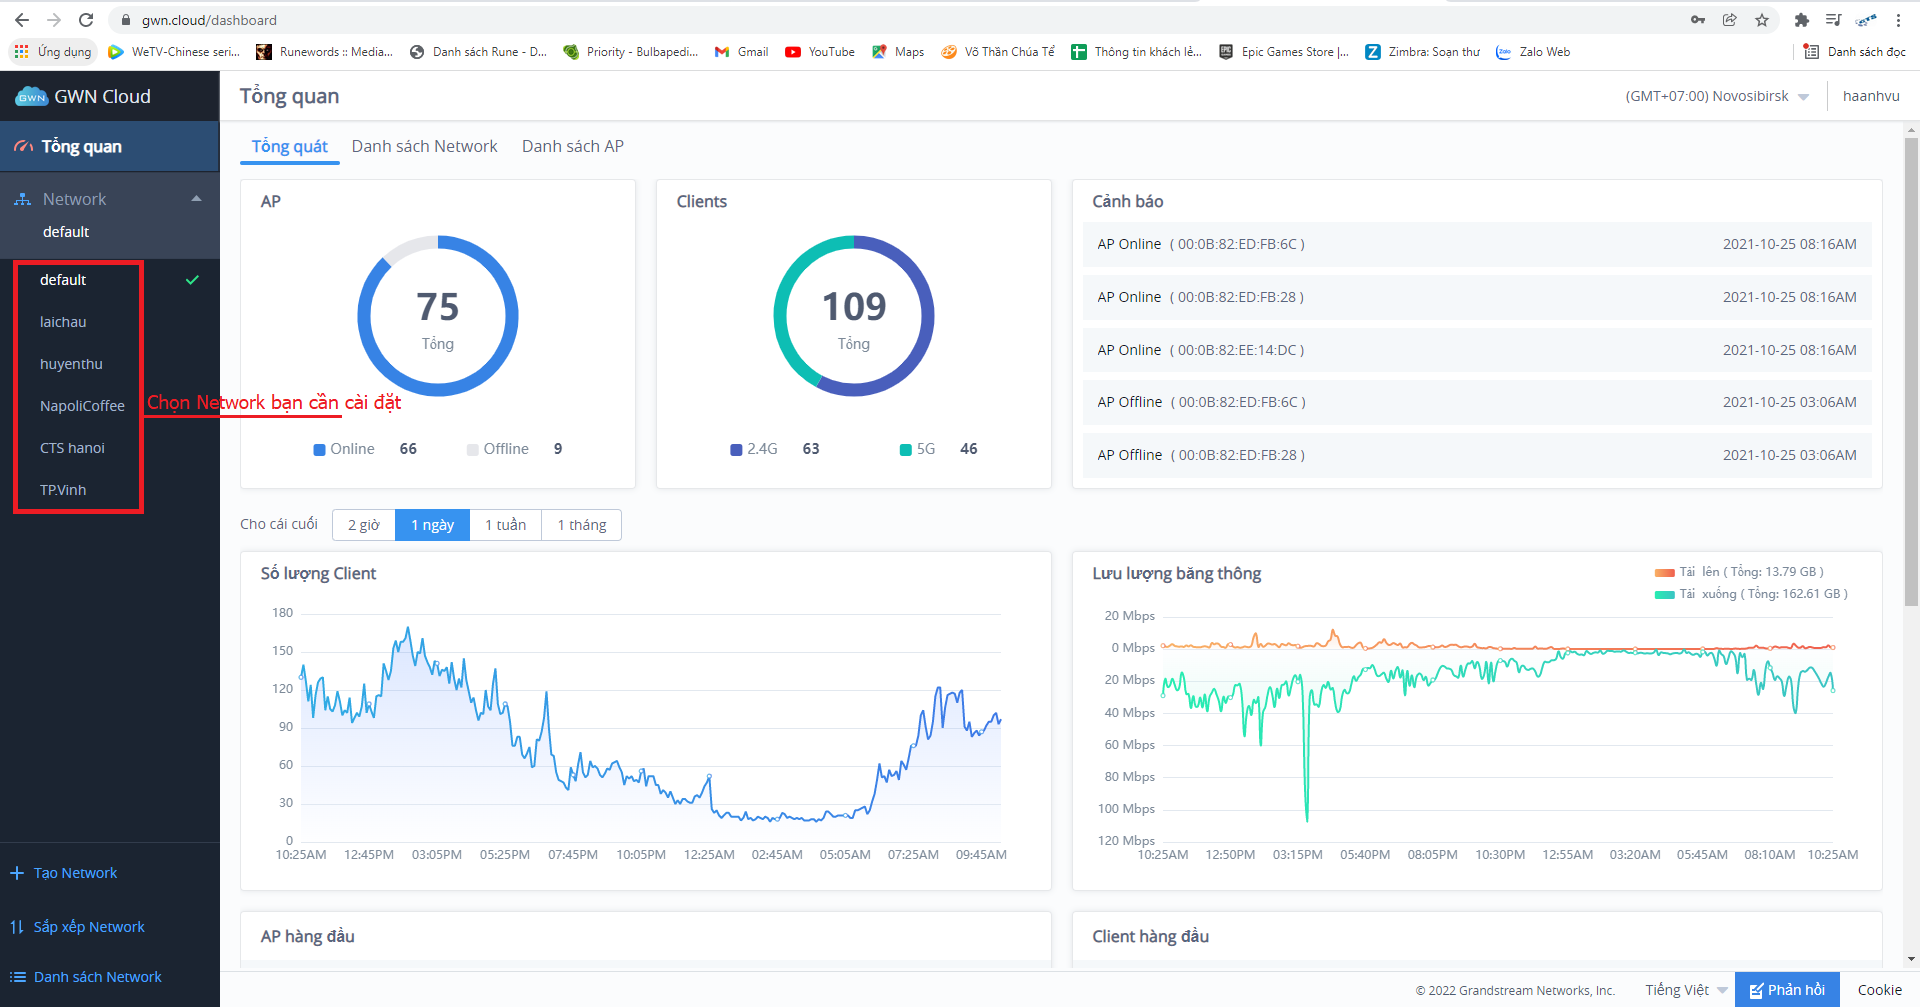 gwn.cloud/dashboard
Ứng dụng WeTV-Chinese seri... Runewords :: Media... Danh sách Rune - D... Priority - Bulbapedi... Gmail YouTube Maps Võ Thần Chúa Tể Thông tin khách lẻ... Epic Games Store |... Zimbra: Soạn thư Zalo Web Danh sách đọc
GWN GWN Cloud
Tổng quan
(GMT+07:00) Novosibirsk haanhvu
Tổng quan
Network
default
default
laichau
huyenthu
NapoliCoffee
CTS hanoi
TP.Vinh
Chọn Network bạn cần cài đặt
Tạo Network
Sắp xếp Network
Danh sách Network
Tổng quát Danh sách Network Danh sách AP
AP
75
Tổng
Online 66 Offline 9
Clients
109
Tổng
2.4G 63 5G 46
Cảnh báo
AP Online ( 00:0B:82:ED:FB:6C ) 2021-10-25 08:16AM
AP Online ( 00:0B:82:ED:FB:28 ) 2021-10-25 08:16AM
AP Online ( 00:0B:82:EE:14:DC ) 2021-10-25 08:16AM
AP Offline ( 00:0B:82:ED:FB:6C ) 2021-10-25 03:06AM
AP Offline ( 00:0B:82:ED:FB:28 ) 2021-10-25 03:06AM
Cho cái cuối 2 giờ 1 ngày 1 tuần 1 tháng
Số lượng Client
180
150
120
90
60
30
0
10:25AM 12:45PM 03:05PM 05:25PM 07:45PM 10:05PM 12:25AM 02:45AM 05:05AM 07:25AM 09:45AM
Lưu lượng băng thông
Tải lên ( Tổng: 13.79 GB )
Tải xuống ( Tổng: 162.61 GB )
20 Mbps
0 Mbps
20 Mbps
40 Mbps
60 Mbps
80 Mbps
100 Mbps
120 Mbps
10:25AM 12:50PM 03:15PM 05:40PM 08:05PM 10:30PM 12:55AM 03:20AM 05:45AM 08:10AM 10:25AM
AP hàng đầu
Client hàng đầu
© 2022 Grandstream Networks, Inc. Tiếng Việt Phản hồi Cookie